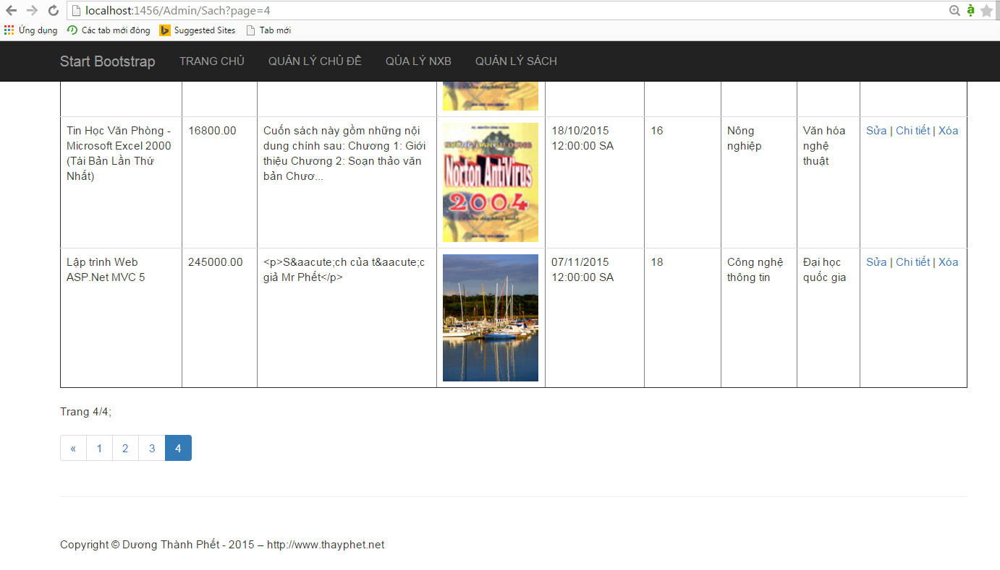 localhost:1456/Admin/Sach?page=4
Ứng dụng Các tab mới đóng Suggested Sites Tab mới
Start Bootstrap TRANG CHỦ QUẢN LÝ CHỦ ĐỀ QỦA LÝ NXB QUẢN LÝ SÁCH
Tin Học Văn Phòng -
Microsoft Excel 2000
(Tái Bản Lần Thứ
Nhất)
16800.00
Cuốn sách này gồm những nội
dung chính sau: Chương 1: Giới
thiệu Chương 2: Soạn thảo văn
bản Chươ...
Norton AntiVirus
2004
18/10/2015
12:00:00 SA
16
Nông
nghiệp
Văn hóa
nghệ
thuật
Sửa | Chi tiết | Xóa
Lập trình Web
ASP.Net MVC 5
245000.00
<p>S&aacute;ch của t&aacute;c
giả Mr Phết</p>
07/11/2015
12:00:00 SA
18
Công nghệ
thông tin
Đại học
quốc gia
Sửa | Chi tiết | Xóa
Trang 4/4;
« 1 2 3 4
Copyright © Dương Thành Phết - 2015 – http://www.thayphet.net